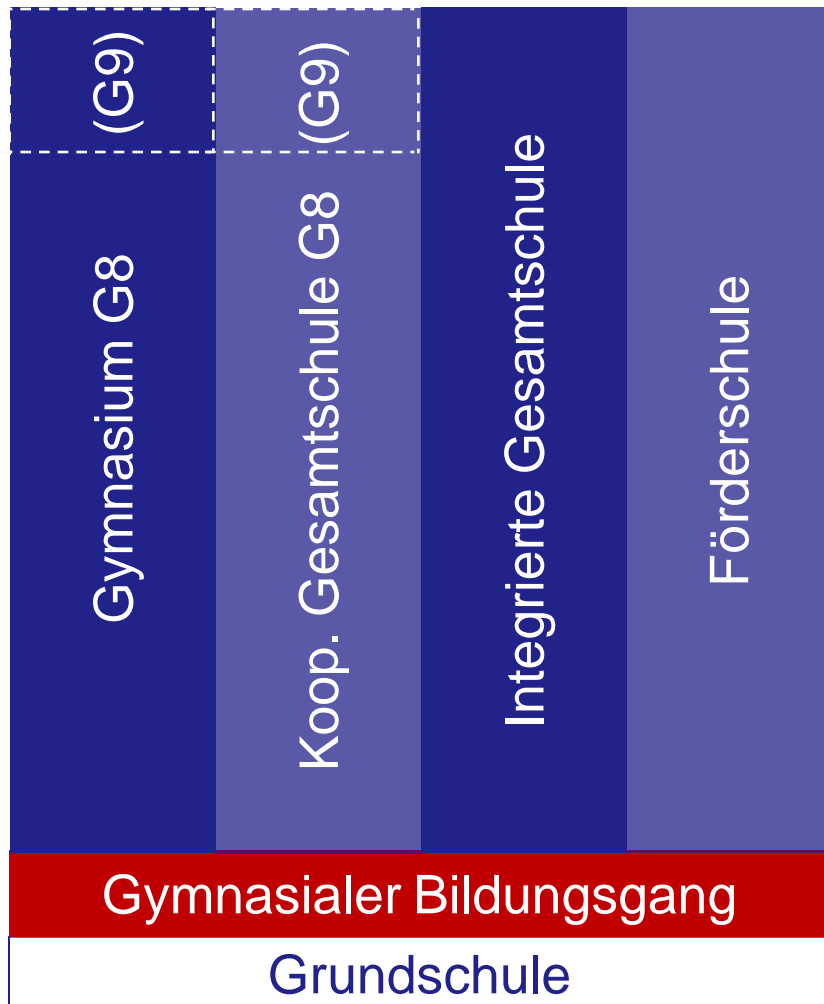 (G9)
(G9)
Gymnasium G8
Koop. Gesamtschule G8
Integrierte Gesamtschule
Förderschule
Gymnasialer Bildungsgang
Grundschule